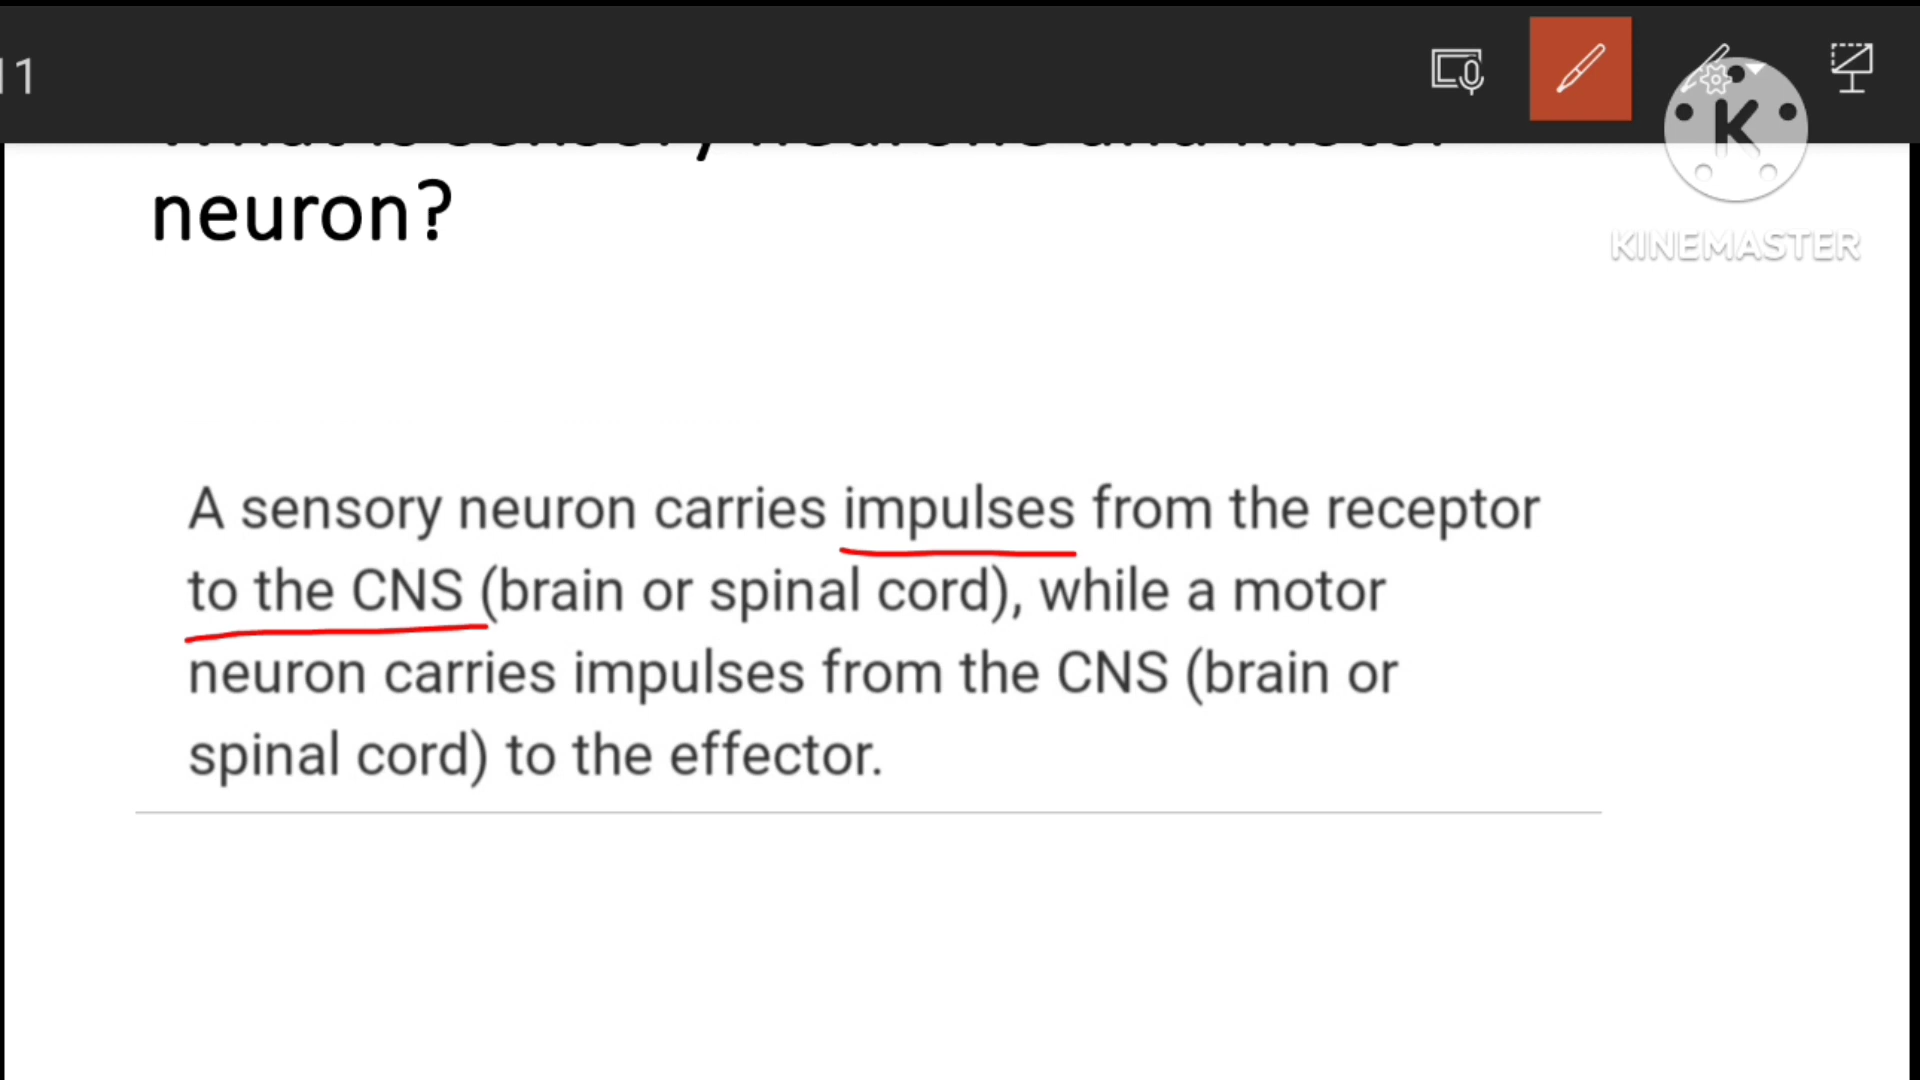 11
neuron?
KINEMASTER
A sensory neuron carries impulses from the receptor
to the CNS (brain or spinal cord), while a motor
neuron carries impulses from the CNS (brain or
spinal cord) to the effector.